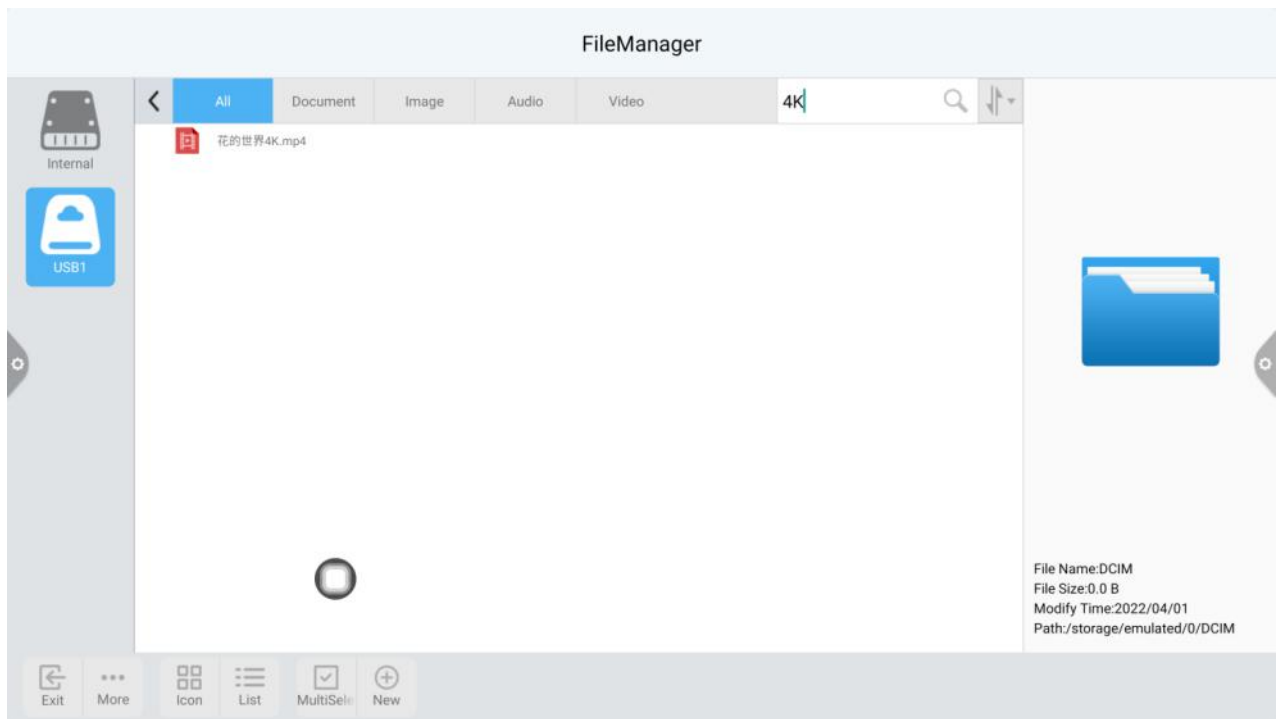 FileManager
All Document Image Audio Video 4K
Internal
花的世界4K.mp4
USB1
File Name:DCIM
File Size:0.0 B
Modify Time:2022/04/01
Path:/storage/emulated/0/DCIM
Exit More Icon List MultiSele New